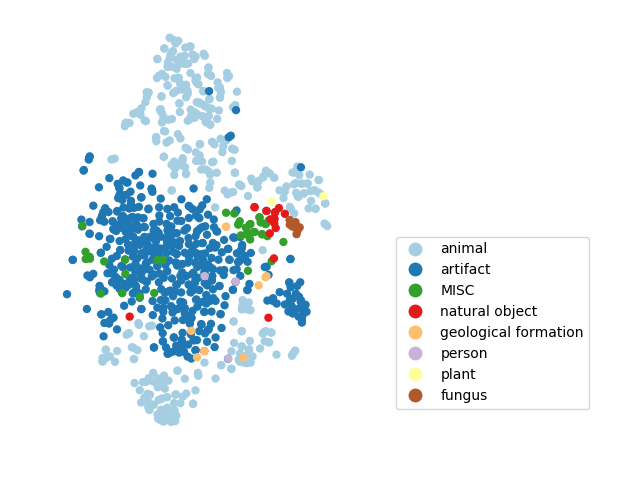 animal
artifact
MISC
natural object
geological formation
person
plant
fungus